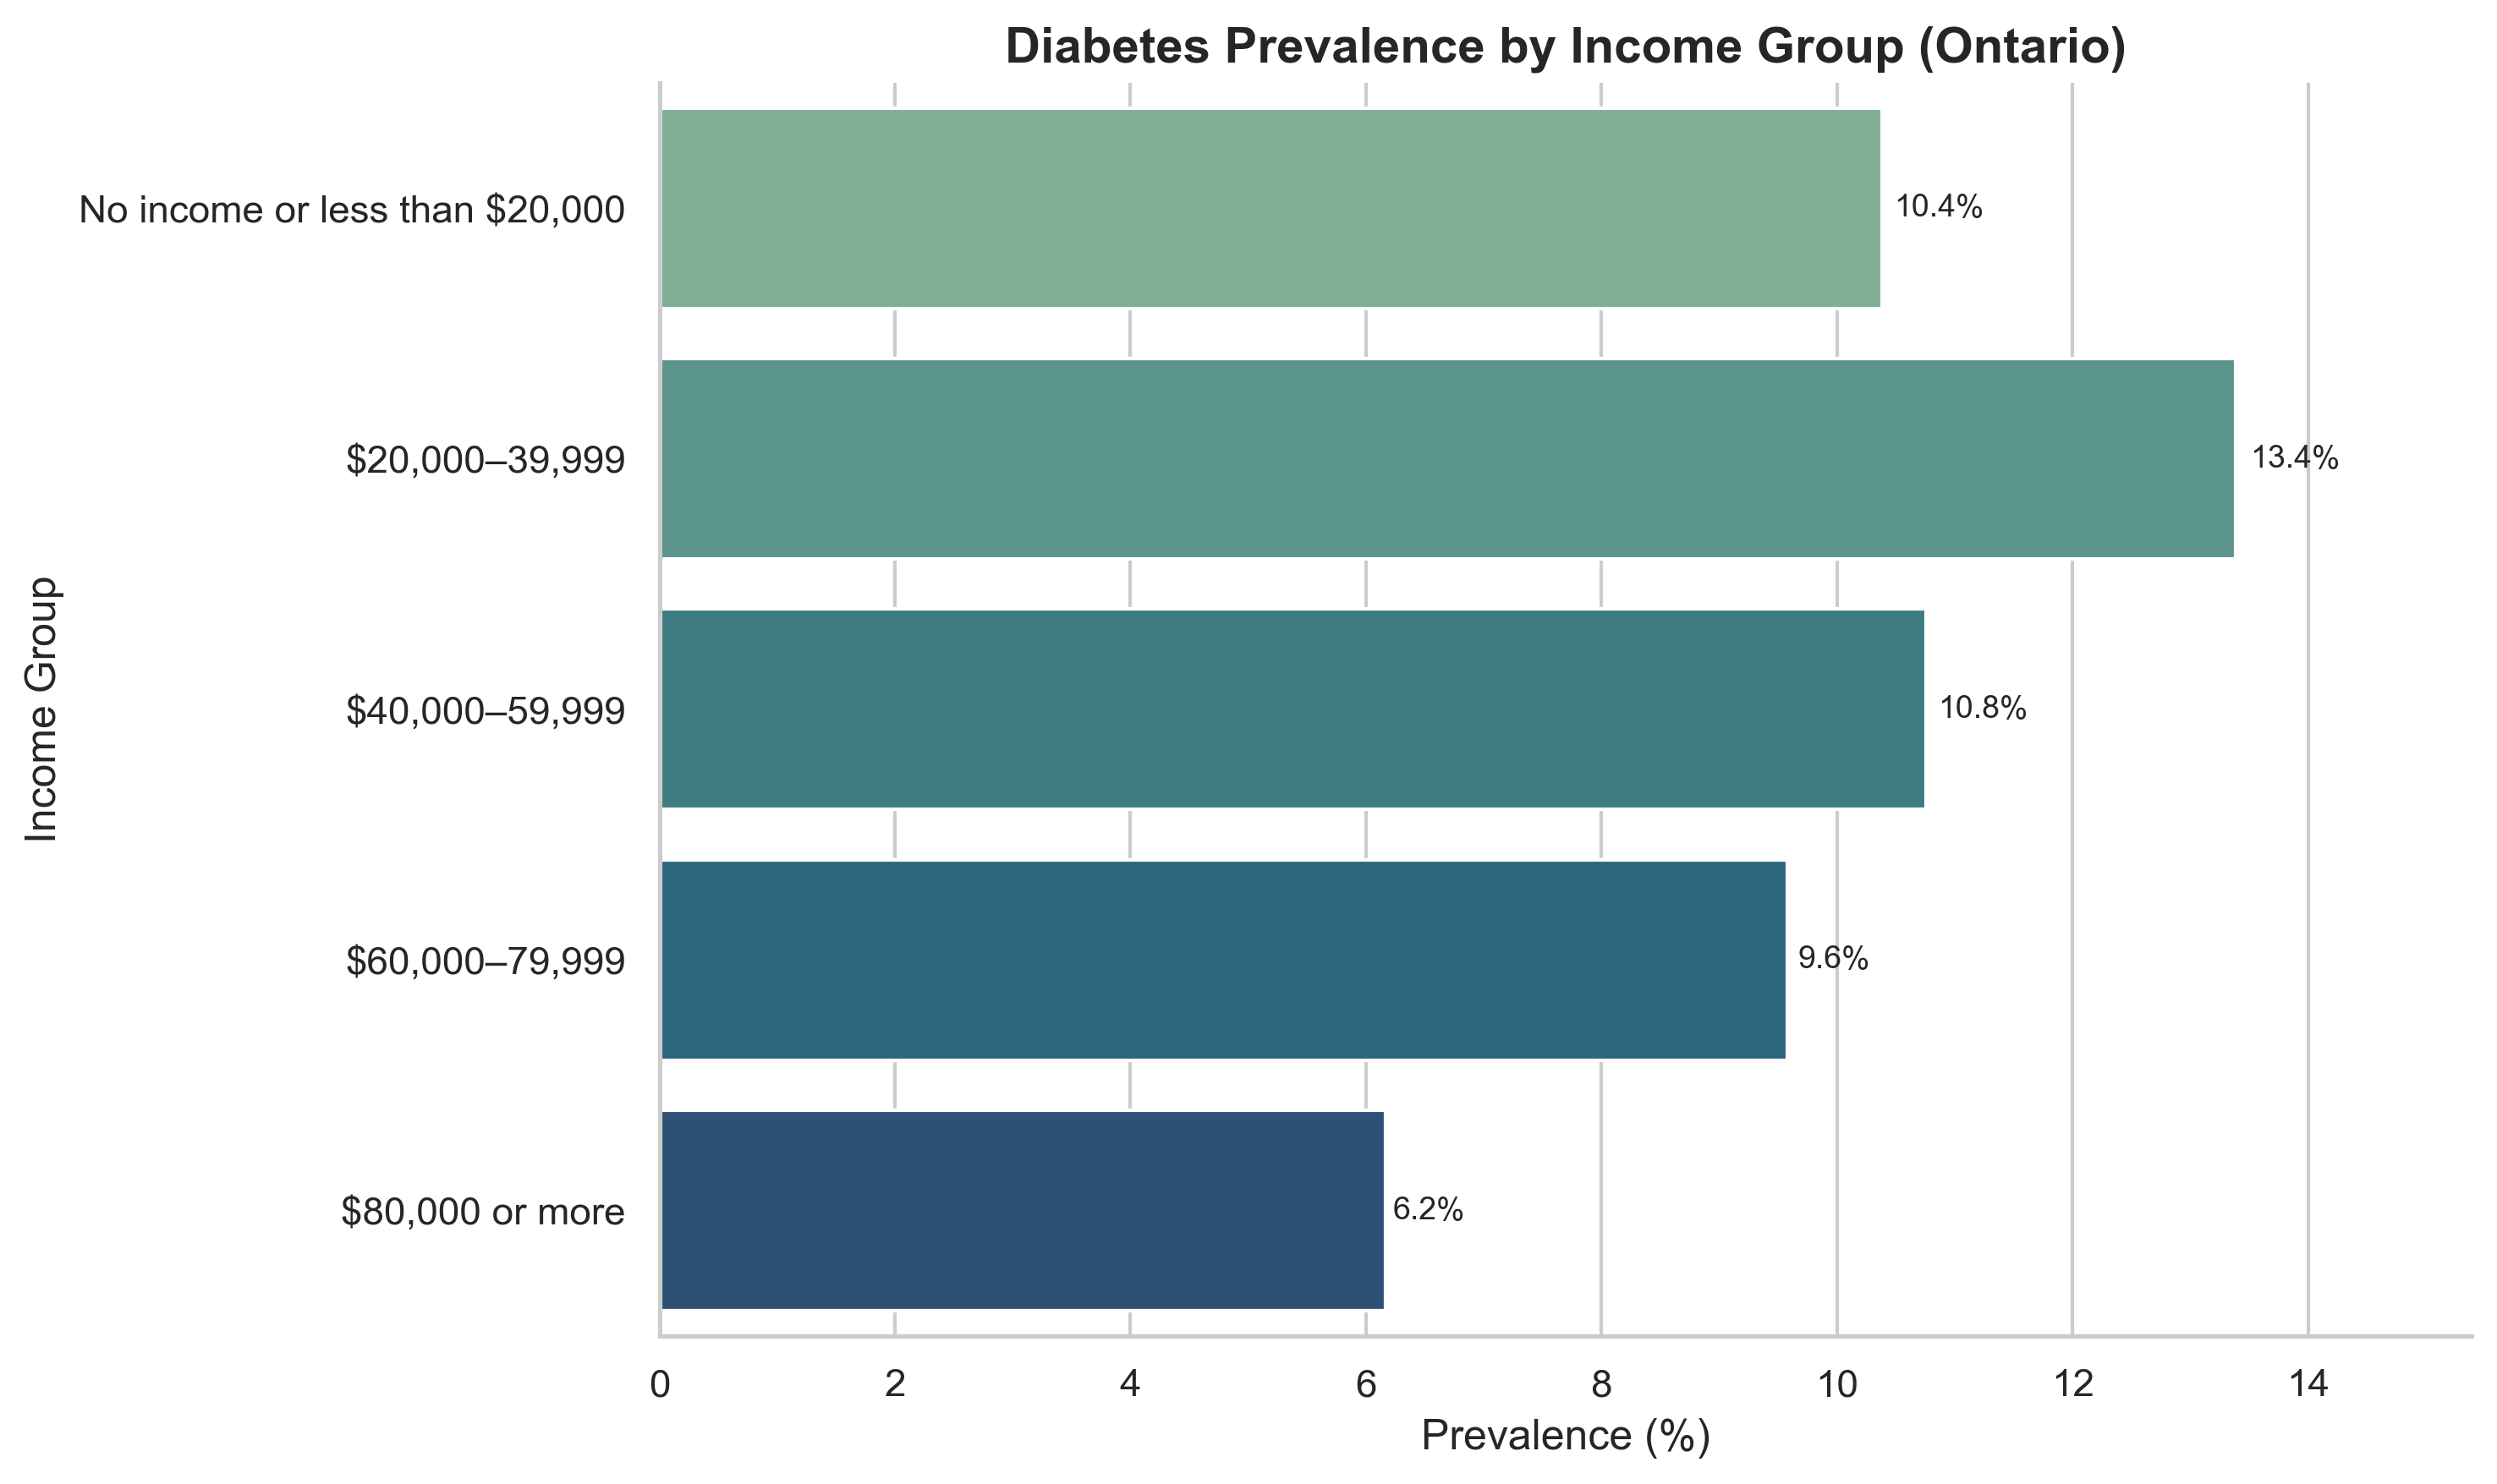 Diabetes Prevalence by Income Group (Ontario)
No income or less than $20,000
10.4%
$20,000–39,999
13.4%
$40,000–59,999
10.8%
$60,000–79,999
9.6%
$80,000 or more
6.2%
Income Group
0 2 4 6 8 10 12 14
Prevalence (%)